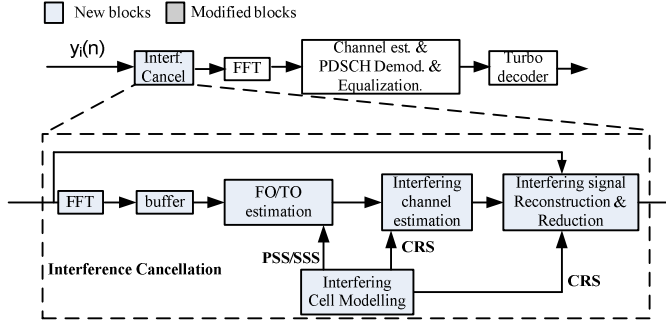 New blocks
Modified blocks
yi(n)
Interf.
Cancel
FFT
Channel est. &
PDSCH Demod. &
Equalization.
Turbo
decoder
FFT
buffer
FO/TO
estimation
Interfering
channel
estimation
Interfering signal
Reconstruction &
Reduction
PSS/SSS
CRS
CRS
Interference Cancellation
Interfering
Cell Modelling